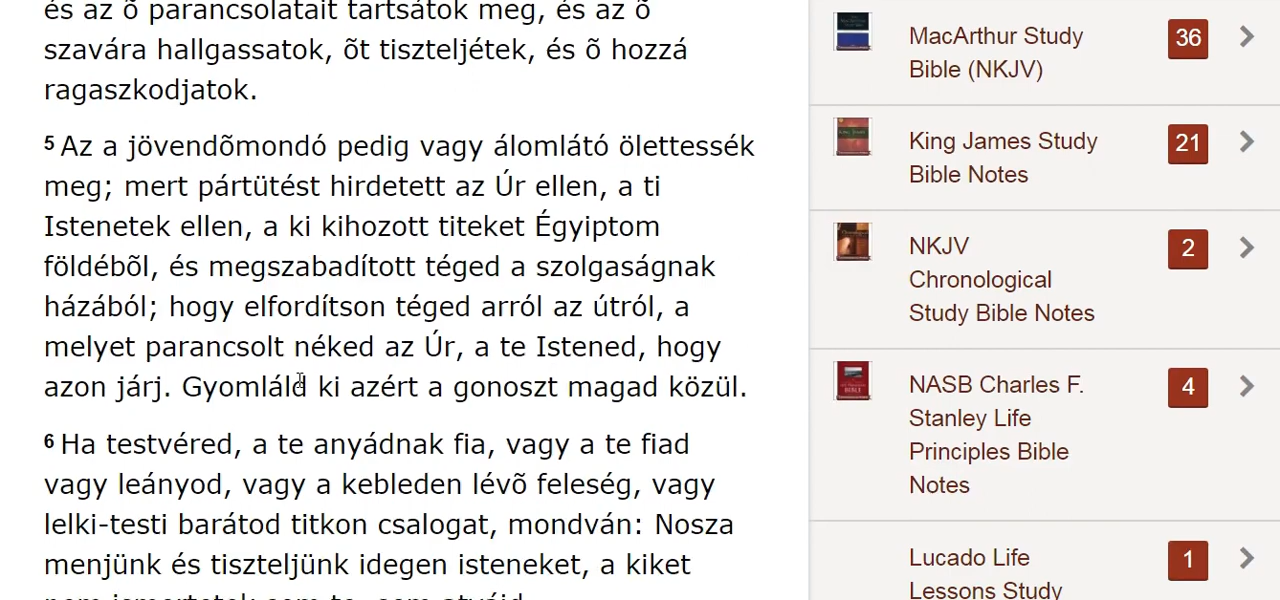 és az õ parancsolatait tartsátok meg, és az õ
szavára hallgassatok, õt tiszteljétek, és õ hozzá
ragaszkodjatok.
5 Az a jövendõmondó pedig vagy álomlátó ölettessék
meg; mert pártütést hirdetett az Úr ellen, a ti
Istenetek ellen, a ki kihozott titeket Égyiptom
földébõl, és megszabadított téged a szolgaságnak
házából; hogy elfordítson téged arról az útról, a
melyet parancsolt néked az Úr, a te Istened, hogy
azon járj. Gyomláld ki azért a gonoszt magad közül.
6 Ha testvéred, a te anyádnak fia, vagy a te fiad
vagy leányod, vagy a kebleden lévõ feleség, vagy
lelki-testi barátod titkon csalogat, mondván: Nosza
menjünk és tiszteljünk idegen isteneket, a kiket
nem ismertetek sem te, sem atyáid.
MacArthur Study
Bible (NKJV)
36
King James Study
Bible Notes
21
NKJV
Chronological
Study Bible Notes
2
NASB Charles F.
Stanley Life
Principles Bible
Notes
4
Lucado Life
Lessons Study
1